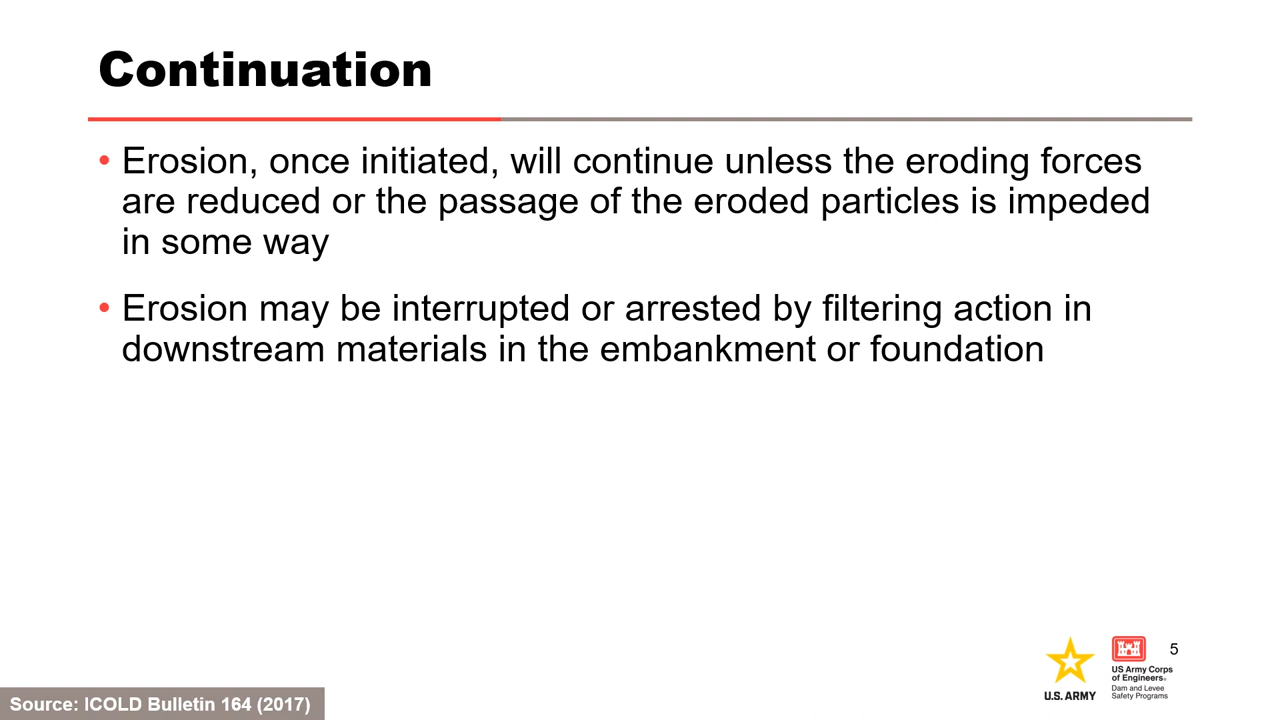 Continuation
• Erosion, once initiated, will continue unless the eroding forces
are reduced or the passage of the eroded particles is impeded
in some way
• Erosion may be interrupted or arrested by filtering action in
downstream materials in the embankment or foundation
5
U.S. ARMY
US Army Corps
of Engineers®
Dam and Levee
Safety Programs
Source: ICOLD Bulletin 164 (2017)